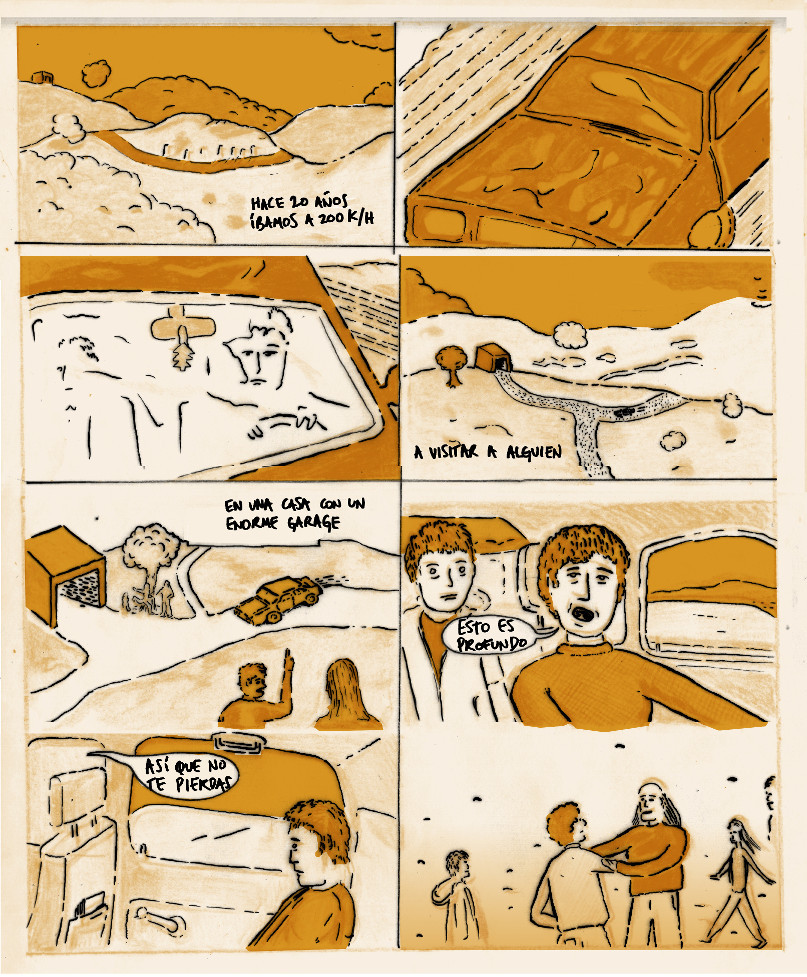 HACE 20 AÑOS
ÍBAMOS A 200 K/H
A VISITAR A ALGUIEN
EN UNA CASA CON UN
ENORME GARAGE
ESTO ES
PROFUNDO
ASÍ QUE NO
TE PIERDAS